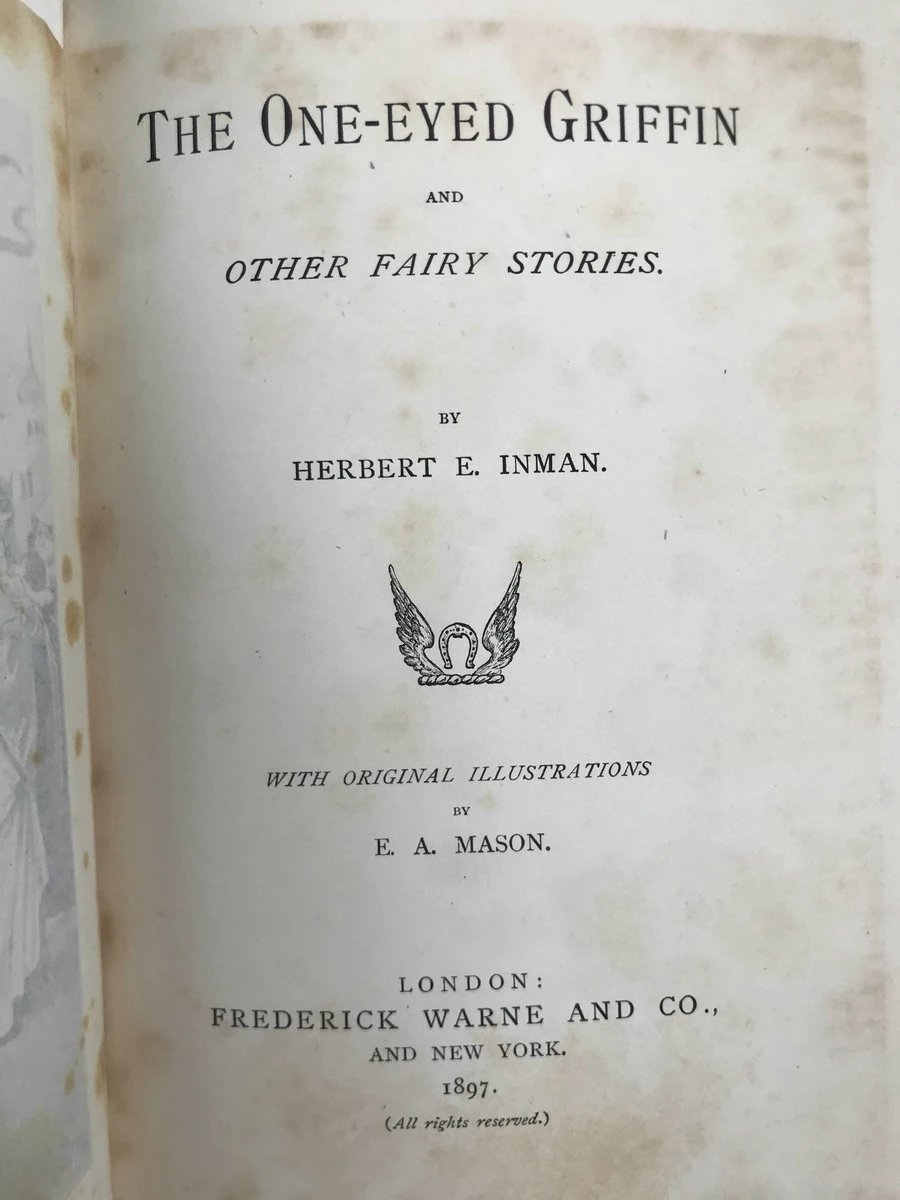 THE ONE-EYED GRIFFIN
AND
OTHER FAIRY STORIES.
BY
HERBERT E. INMAN.
WITH ORIGINAL ILLUSTRATIONS
BY
E. A. MASON.
LONDON:
FREDERICK WARNE AND CO.,
AND NEW YORK.
1897.
(All rights reserved.)